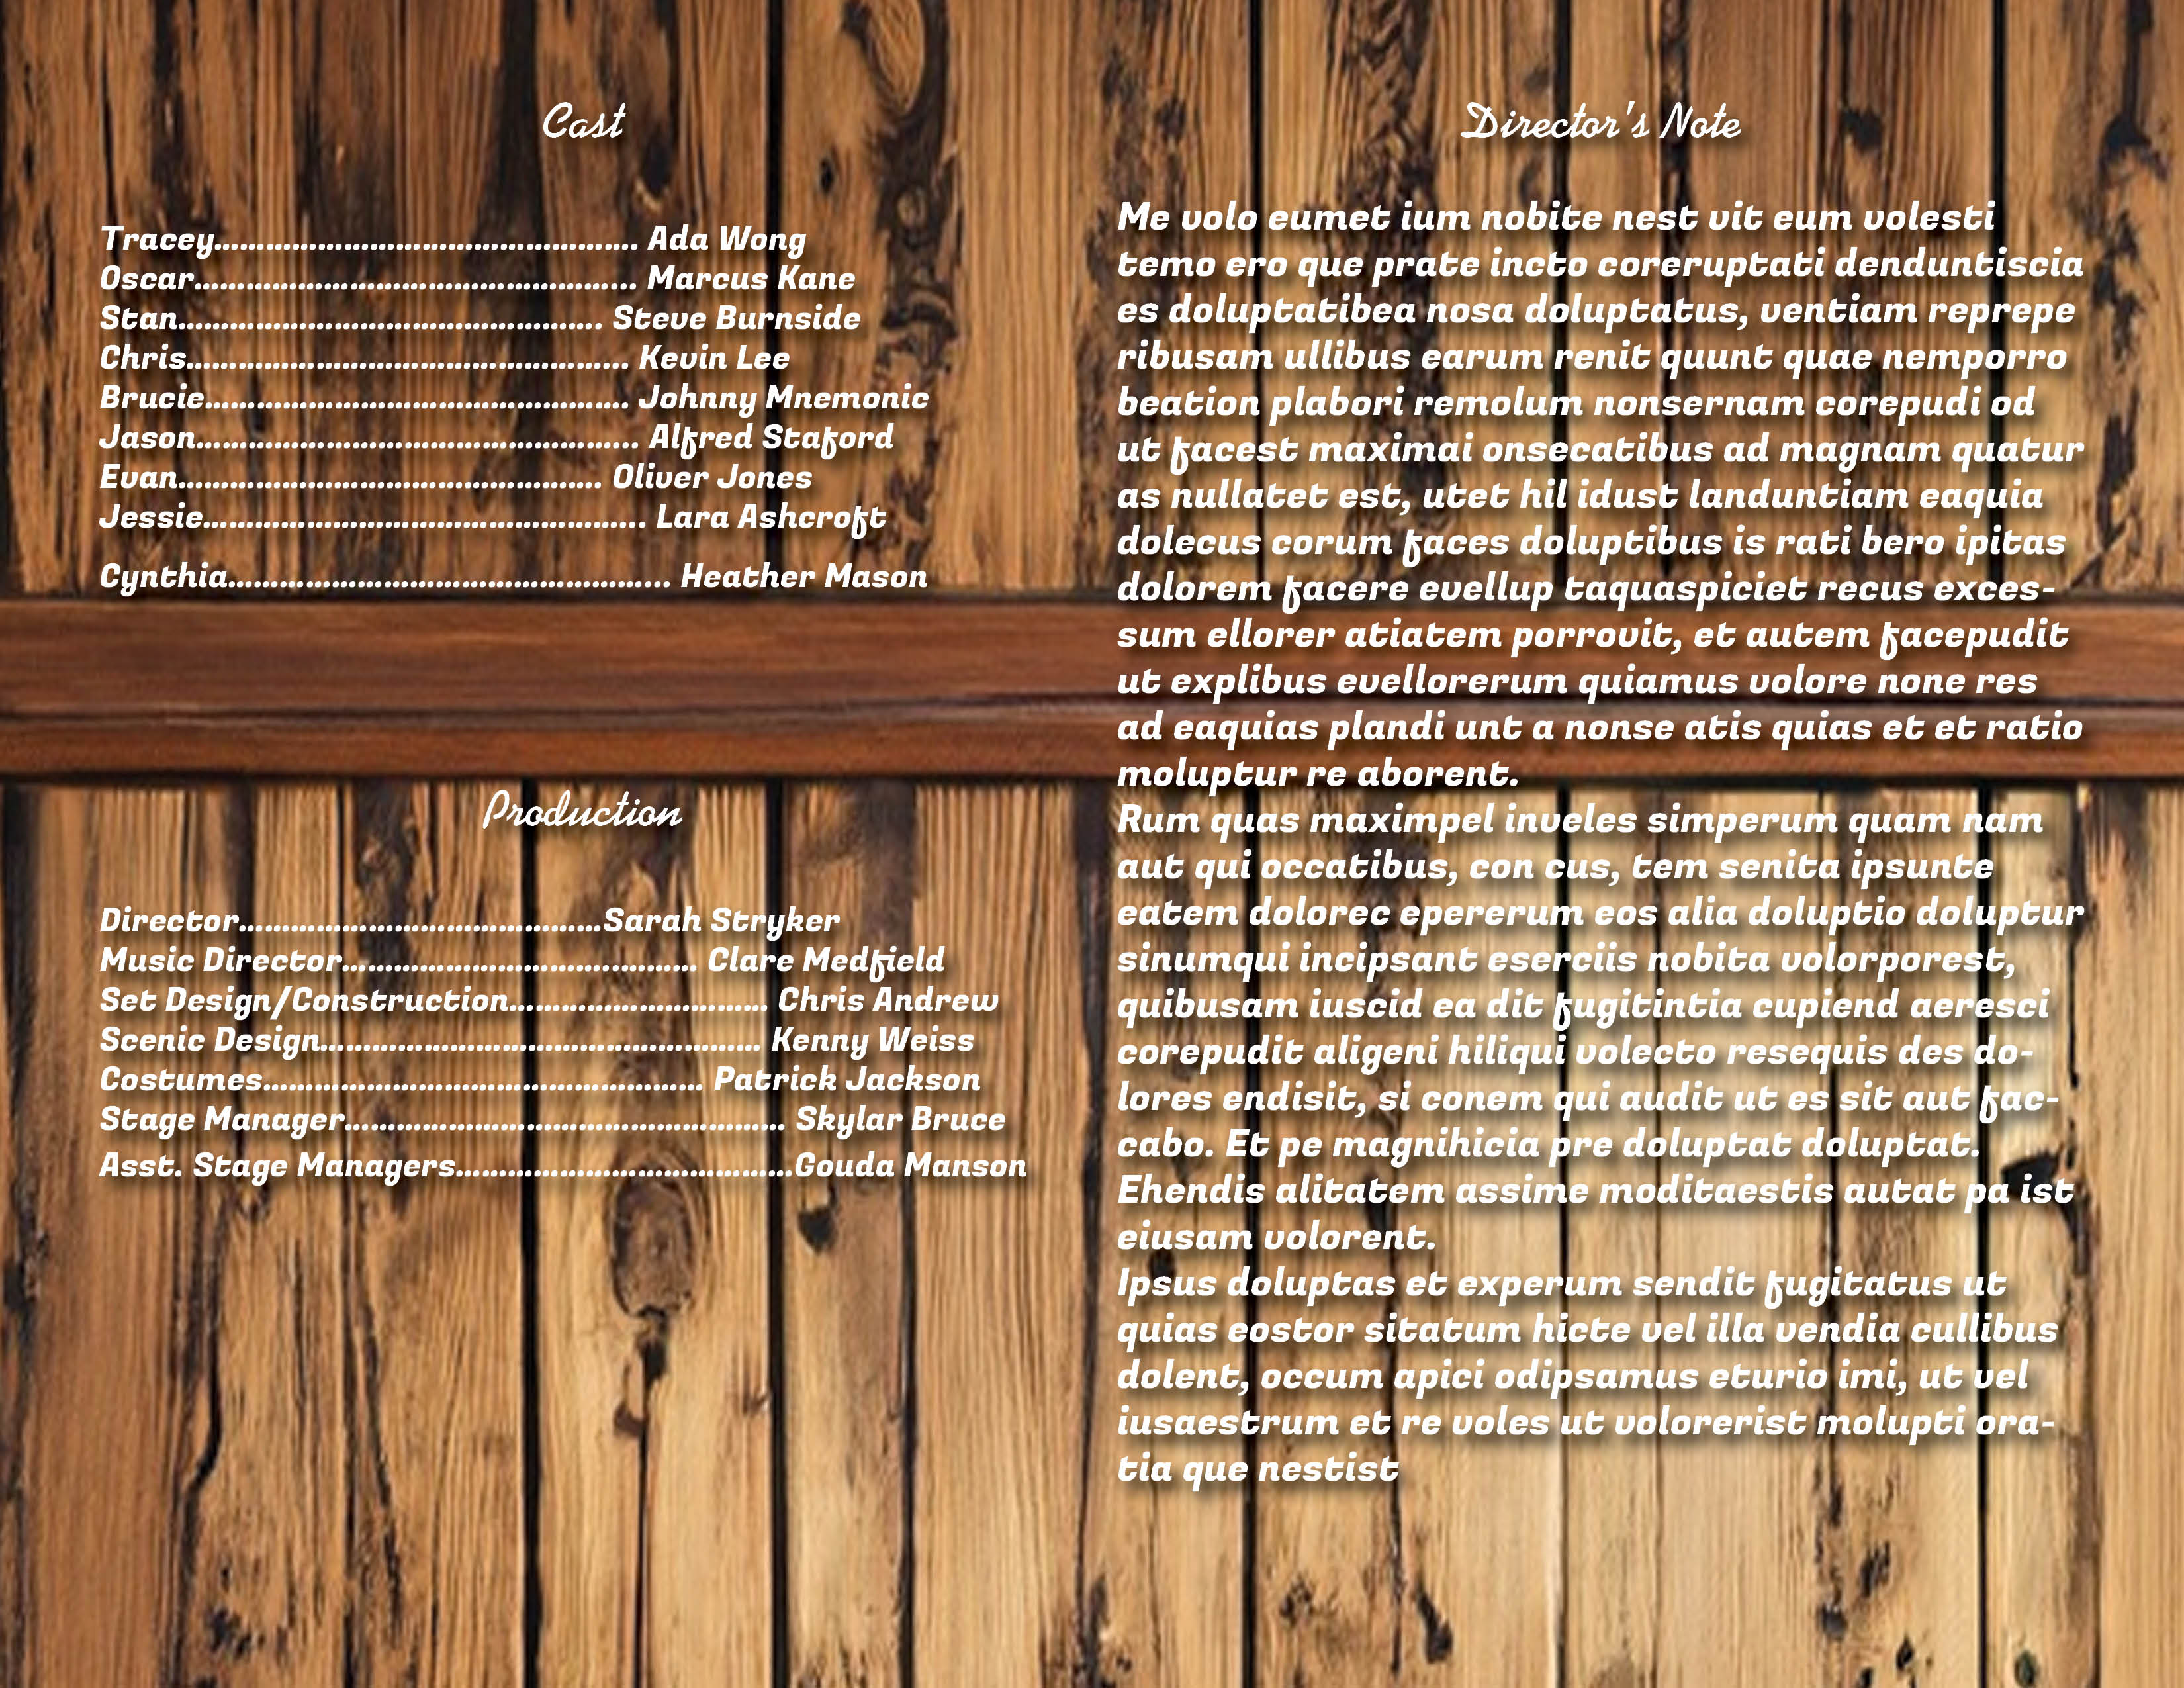 Cast
Tracey................................................. Ada Wong
Oscar................................................... Marcus Kane
Stan................................................. Steve Burnside
Chris................................................... Kevin Lee
Brucie................................................. Johnny Mnemonic
Jason................................................... Alfred Staford
Evan................................................. Oliver Jones
Jessie................................................... Lara Ashcroft
Cynthia................................................... Heather Mason
Production
Director..........................................Sarah Stryker
Music Director......................................... Clare Medfield
Set Design/Construction.............................. Chris Andrew
Scenic Design................................................... Kenny Weiss
Costumes................................................... Patrick Jackson
Stage Manager................................................... Skylar Bruce
Asst. Stage Managers.......................................Gouda Manson
Director's Note
Me volo eumet ium nobite nest vit eum volesti
temo ero que prate incto coreruptati denduntiscia
es doluptatibea nosa doluptatus, ventiam reprepe
ribusam ullibus earum renit quunt quae nemporro
beation plabori remolum nonsernam corepudi od
ut facest maximai onsecatibus ad magnam quatur
as nullatet est, utet hil idust landuntiam eaquia
dolecus corum faces doluptibus is rati bero ipitas
dolorem facere evellup taquaspiciet recus exces-
sum ellorer atiatem porrovit, et autem facepudit
ut explibus evellorerum quiamus volore none res
ad eaquias plandi unt a nonse atis quias et et ratio
moluptur re aborent.
Rum quas maximpel inveles simperum quam nam
aut qui occatibus, con cus, tem senita ipsunte
eatem dolorec epererum eos alia doluptio doluptur
sinumqui incipsant eserciis nobita volorporest,
quibusam iuscid ea dit fugitintia cupiend aeresci
corepudit aligeni hiliqui volecto resequis des do-
lores endisit, si conem qui audit ut es sit aut fac-
cabo. Et pe magnihicia pre doluptat doluptat.
Ehendis alitatem assime moditaestis autat pa ist
eiusam volorent.
Ipsus doluptas et experum sendit fugitatus ut
quias eostor sitatum hicte vel illa vendia cullibus
dolent, occum apici odipsamus eturio imi, ut vel
iusaestrum et re voles ut volorerist molupti ora-
tia que nestist